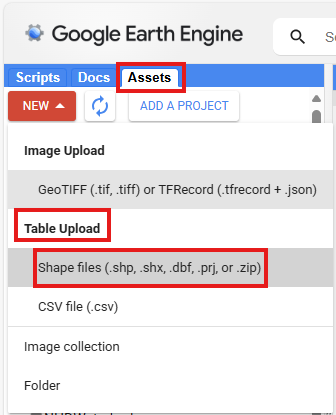 Google Earth Engine
Scripts Docs Assets
NEW ADD A PROJECT
Image Upload
GeoTIFF (.tif, .tiff) or TFRecord (.tfrecord + .json)
Table Upload
Shape files (.shp, .shx, .dbf, .prj, or .zip)
CSV file (.csv)
Image collection
Folder